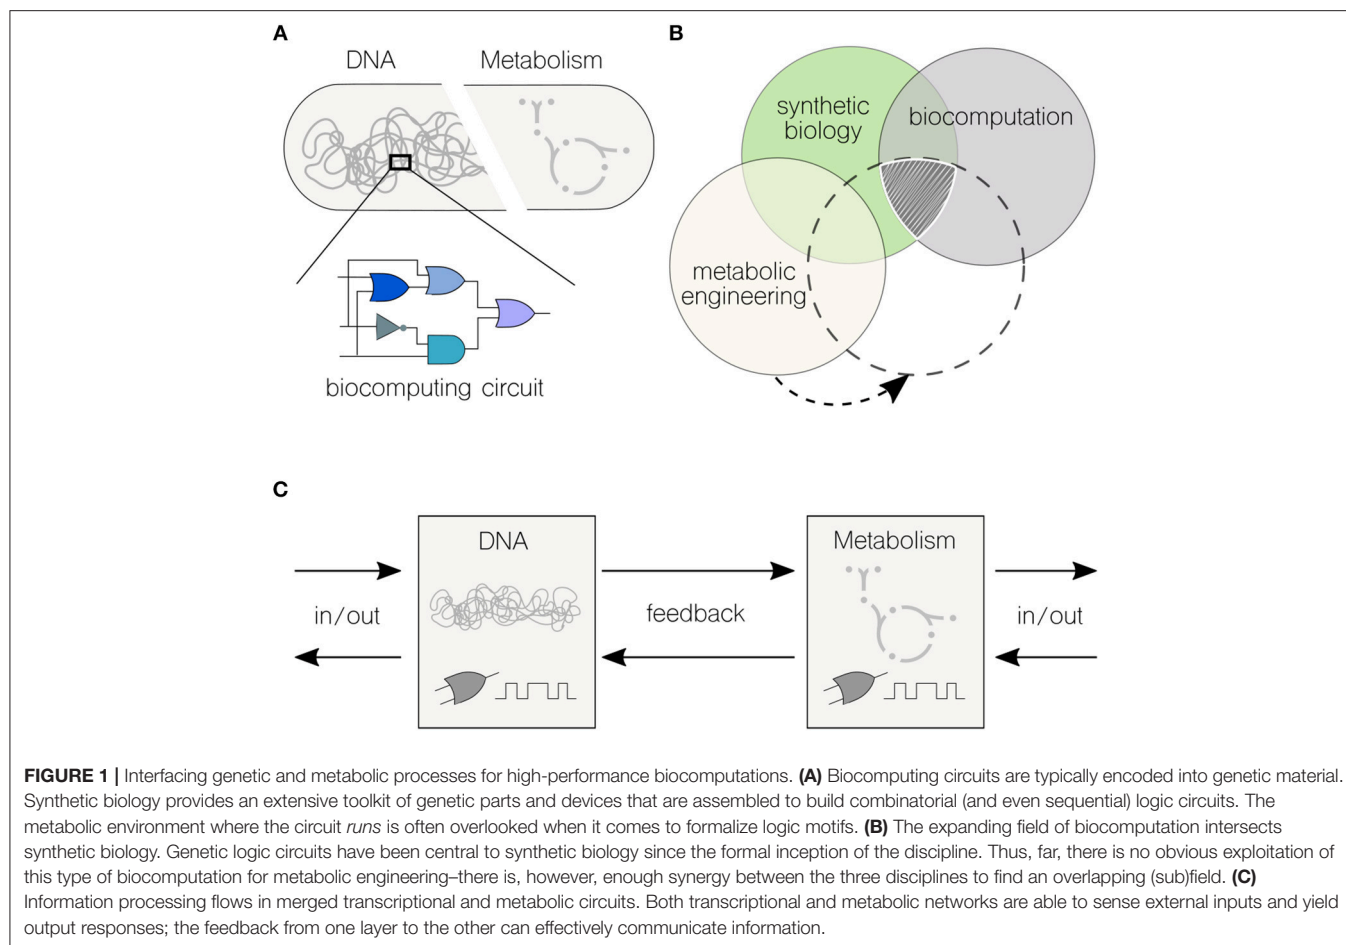 A
DNA
Metabolism
biocomputing circuit
B
synthetic
biology
biocomputation
metabolic
engineering
C
DNA
Metabolism
in/out
feedback
in/out
FIGURE 1 | Interfacing genetic and metabolic processes for high-performance biocomputations. (A) Biocomputing circuits are typically encoded into genetic material.
Synthetic biology provides an extensive toolkit of genetic parts and devices that are assembled to build combinatorial (and even sequential) logic circuits. The
metabolic environment where the circuit runs is often overlooked when it comes to formalize logic motifs. (B) The expanding field of biocomputation intersects
synthetic biology. Genetic logic circuits have been central to synthetic biology since the formal inception of the discipline. Thus, far, there is no obvious exploitation of
this type of biocomputation for metabolic engineering–there is, however, enough synergy between the three disciplines to find an overlapping (sub)field. (C)
Information processing flows in merged transcriptional and metabolic circuits. Both transcriptional and metabolic networks are able to sense external inputs and yield
output responses; the feedback from one layer to the other can effectively communicate information.